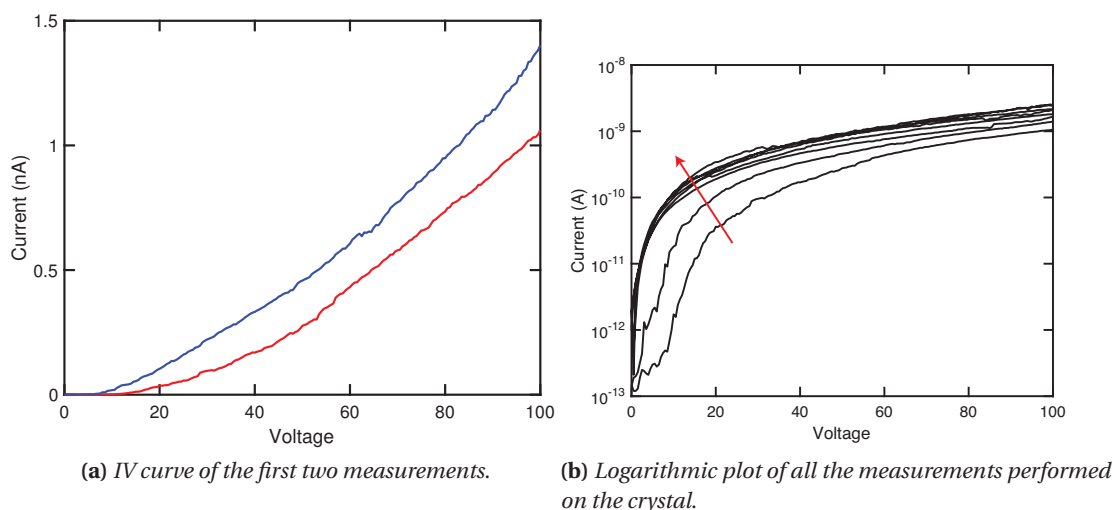 1.5
1
0.5
0
Current (nA)
0 20 40 60 80 100
Voltage
(a) IV curve of the first two measurements.
10⁻⁸
10⁻⁹
10⁻¹⁰
10⁻¹¹
10⁻¹²
10⁻¹³
Current (A)
0 20 40 60 80 100
Voltage
(b) Logarithmic plot of all the measurements performed
on the crystal.